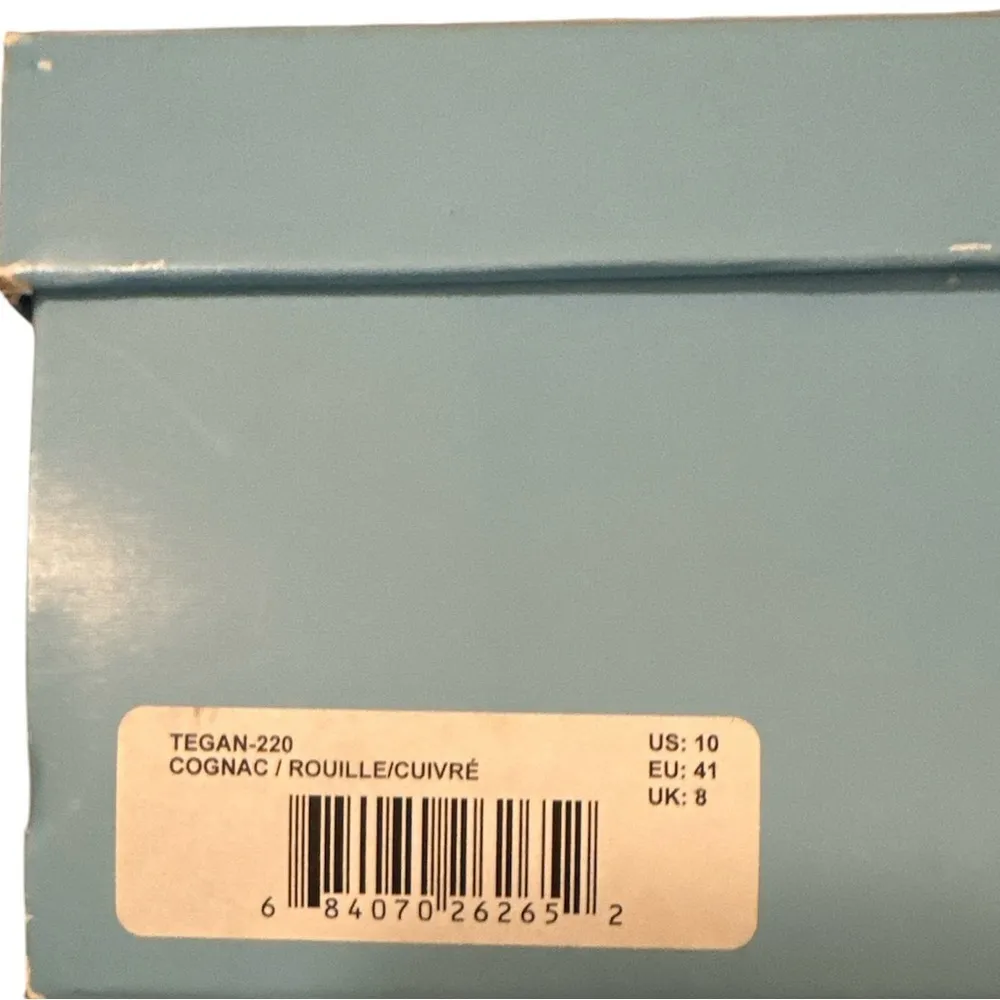 TEGAN-220
COGNAC / ROUILLE/CUIVRÉ
US: 10
EU: 41
UK: 8
6 84070 26265 2